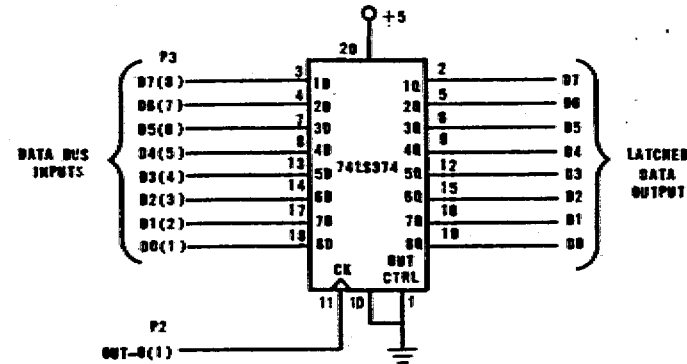 +5
20
P3
D7(8) 3 1D 1Q 2 D7
D6(7) 4 2D 2Q 5 D6
D5(6) 7 3D 3Q 6 D5
D4(5) 8 4D 4Q 9 D4
74LS374
D3(4) 13 5D 5Q 12 D3
D2(3) 14 6D 6Q 15 D2
D1(2) 17 7D 7Q 16 D1
D0(1) 18 8D 8Q 19 D0
DATA BUS
INPUTS
LATCHED
DATA
OUTPUT
CK
OUT
CTRL
11 10 1
P2